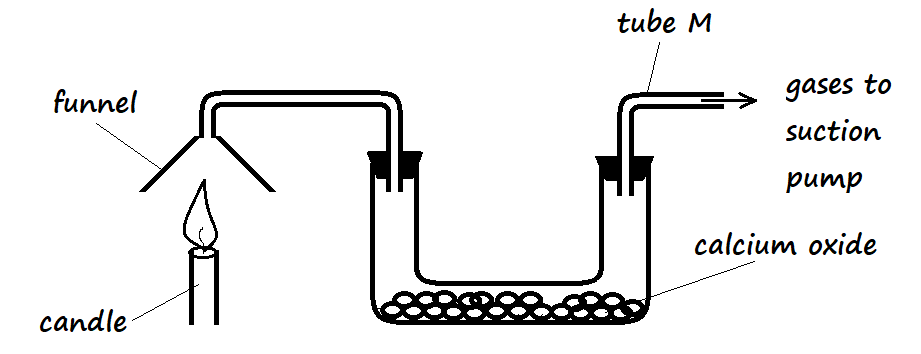 tube M
funnel
gases to
suction
pump
calcium oxide
candle